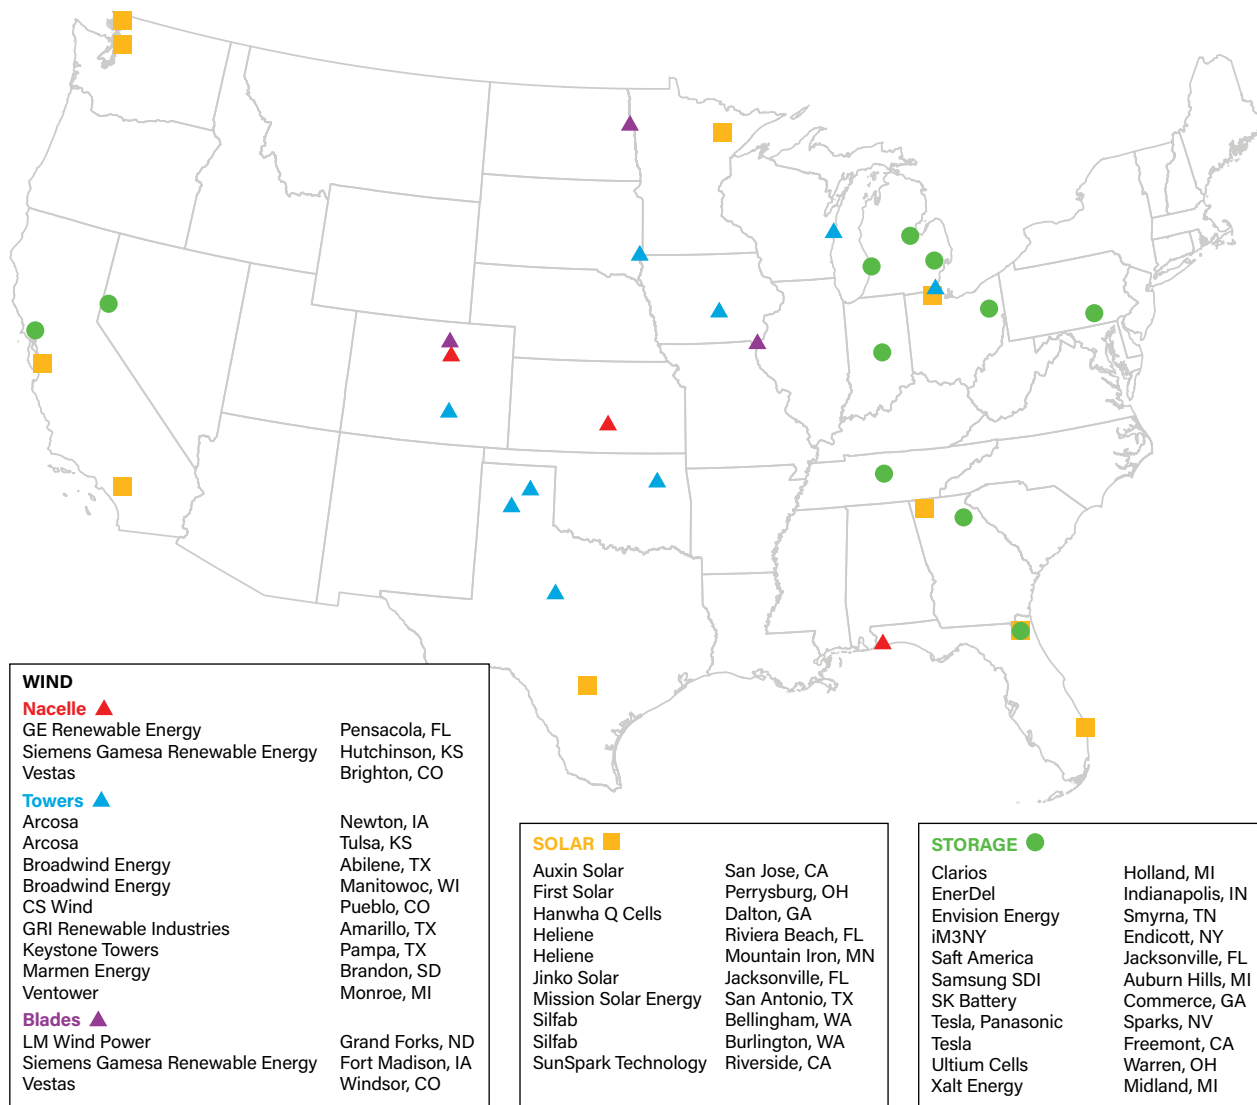 WIND
Nacelle
GE Renewable Energy Pensacola, FL
Siemens Gamesa Renewable Energy Hutchinson, KS
Vestas Brighton, CO
Towers
Arcosa Newton, IA
Arcosa Tulsa, KS
Broadwind Energy Abilene, TX
Broadwind Energy Manitowoc, WI
CS Wind Pueblo, CO
GRI Renewable Industries Amarillo, TX
Keystone Towers Pampa, TX
Marmen Energy Brandon, SD
Ventower Monroe, MI
Blades
LM Wind Power Grand Forks, ND
Siemens Gamesa Renewable Energy Fort Madison, IA
Vestas Windsor, CO
SOLAR
Auxin Solar San Jose, CA
First Solar Perrysburg, OH
Hanwha Q Cells Dalton, GA
Heliene Riviera Beach, FL
Heliene Mountain Iron, MN
Jinko Solar Jacksonville, FL
Mission Solar Energy San Antonio, TX
Silfab Bellingham, WA
Silfab Burlington, WA
SunSpark Technology Riverside, CA
STORAGE
Clarios Holland, MI
EnerDel Indianapolis, IN
Envision Energy Smyrna, TN
iM3NY Endicott, NY
Saft America Jacksonville, FL
Samsung SDI Auburn Hills, MI
SK Battery Commerce, GA
Tesla, Panasonic Sparks, NV
Tesla Freemont, CA
Ultium Cells Warren, OH
Xalt Energy Midland, MI